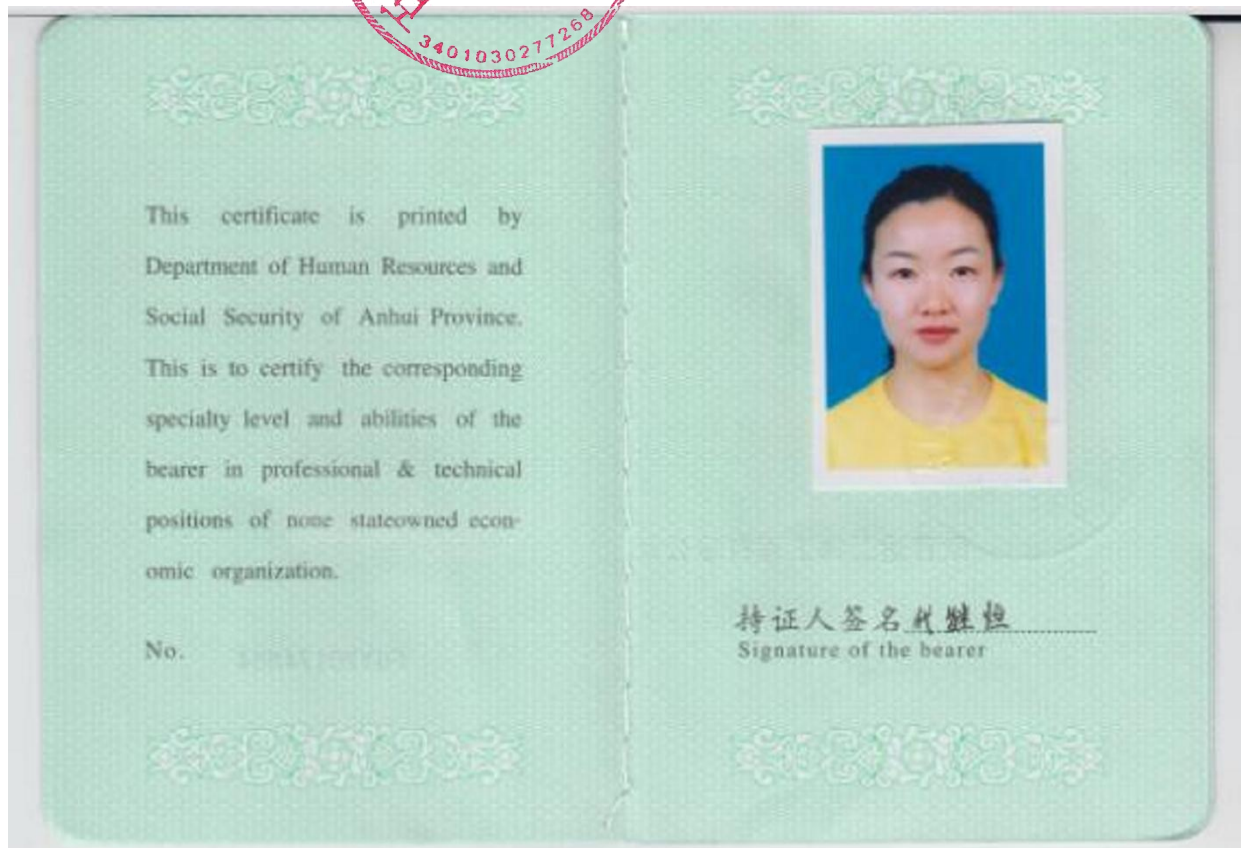 3401030277268
This certificate is printed by
Department of Human Resources and
Social Security of Anhui Province.
This is to certify the corresponding
specialty level and abilities of the
bearer in professional & technical
positions of none stateowned econ-
omic organization.
No.
持证人签名
Signature of the bearer